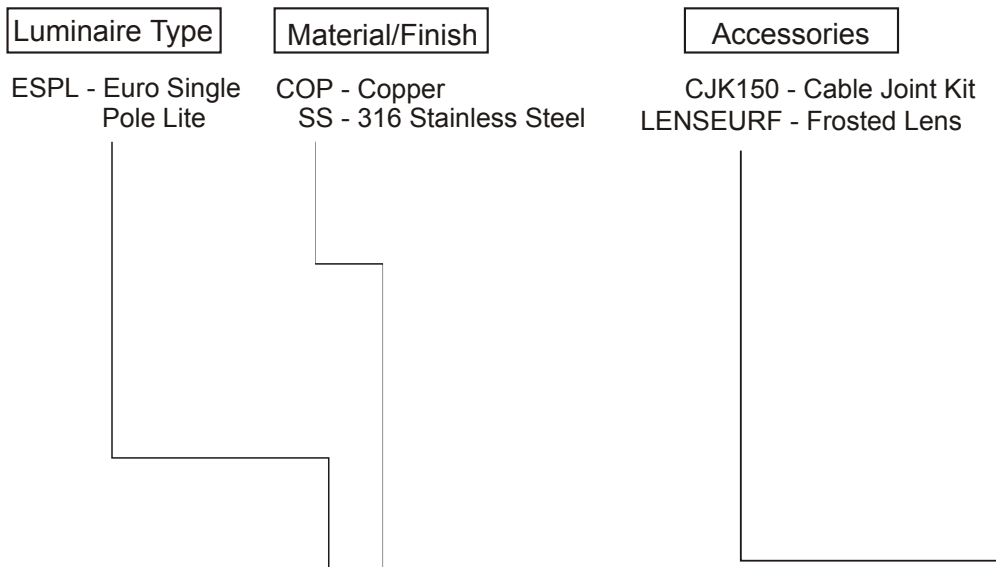 Luminaire Type
ESPL - Euro Single
Pole Lite
Material/Finish
COP - Copper
SS - 316 Stainless Steel
Accessories
CJK150 - Cable Joint Kit
LENSEURF - Frosted Lens